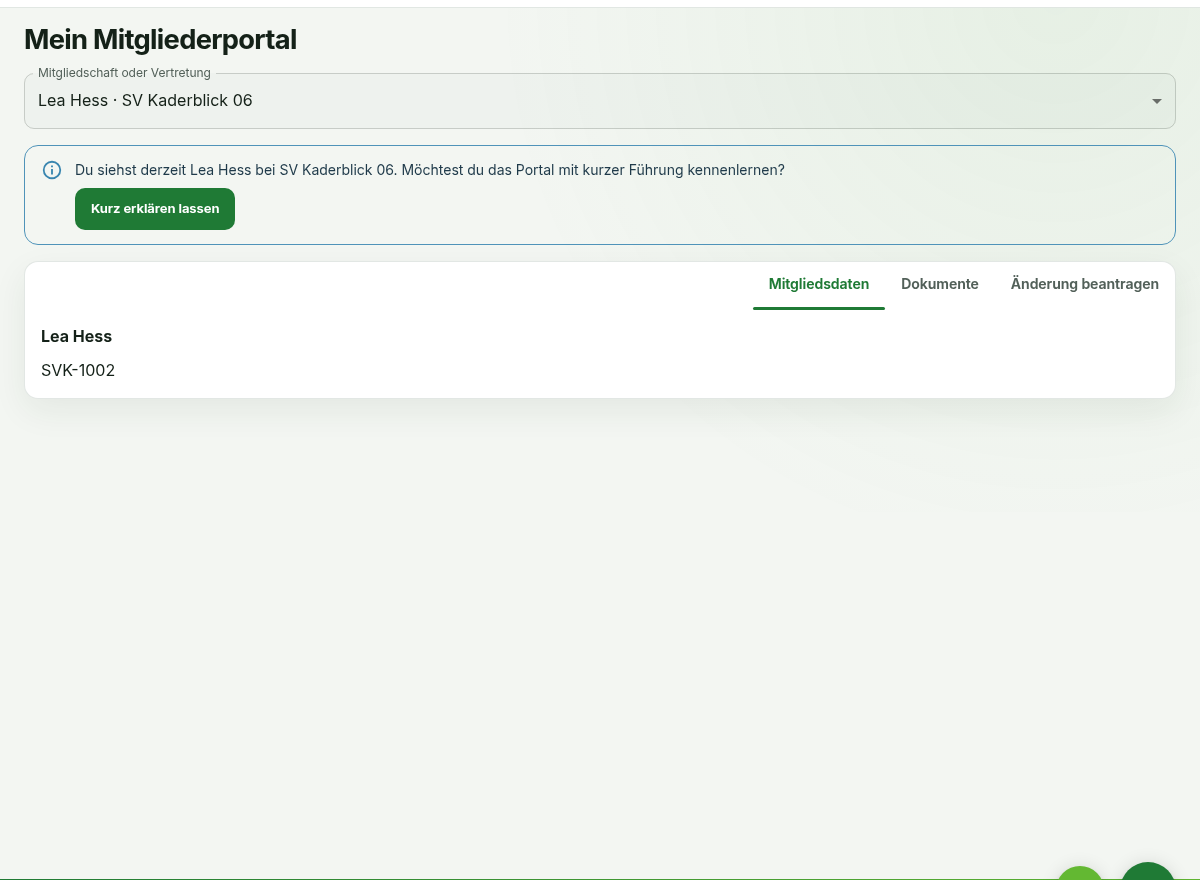 Mein Mitgliederportal
Mitgliedschaft oder Vertretung
Lea Hess · SV Kaderblick 06
Du siehst derzeit Lea Hess bei SV Kaderblick 06. Möchtest du das Portal mit kurzer Führung kennenlernen?
Kurz erklären lassen
Mitgliedsdaten Dokumente Änderung beantragen
Lea Hess
SVK-1002